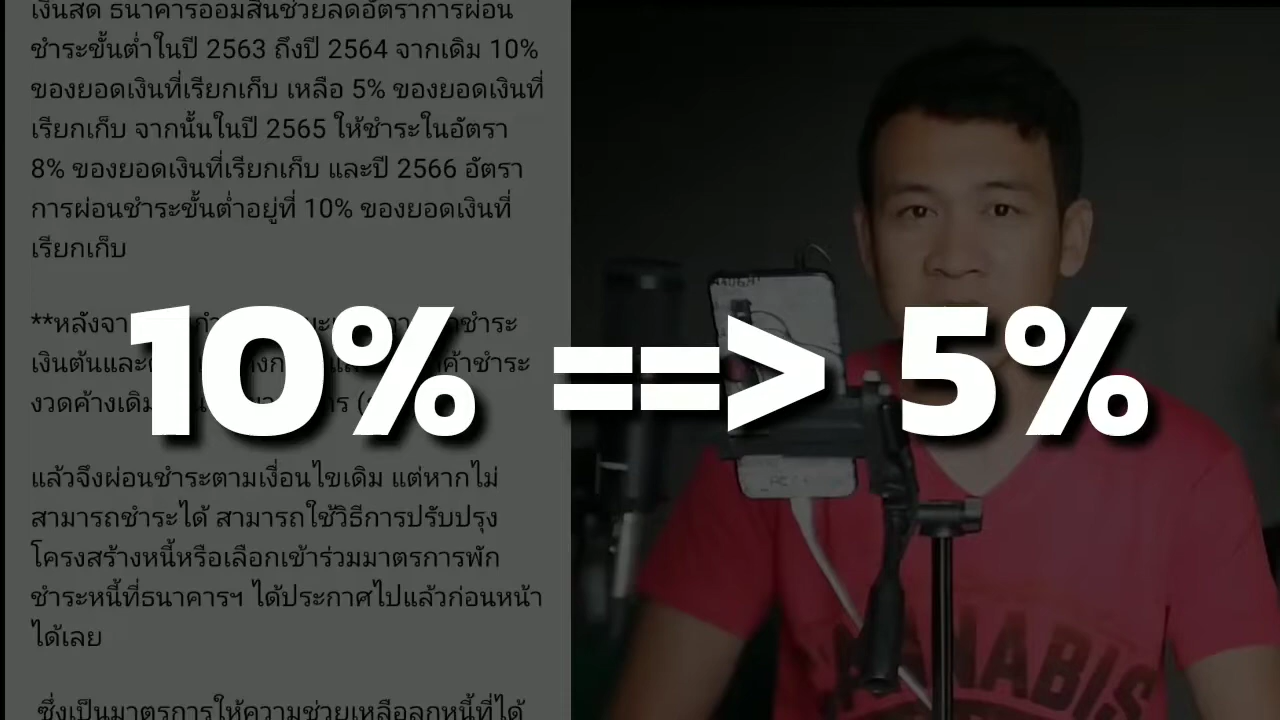 เงินสด ธนาคารออมสินช่วยลดอัตราการผ่อน
ชำระขั้นต่ำในปี 2563 ถึงปี 2564 จากเดิม 10%
ของยอดเงินที่เรียกเก็บ เหลือ 5% ของยอดเงินที่
เรียกเก็บ จากนั้นในปี 2565 ให้ชำระในอัตรา
8% ของยอดเงินที่เรียกเก็บ และปี 2566 อัตรา
การผ่อนชำระขั้นต่ำอยู่ที่ 10% ของยอดเงินที่
เรียกเก็บ
10% ==> 5%
แล้วจึงผ่อนชำระตามเงื่อนไขเดิม แต่หากไม่
สามารถชำระได้ สามารถใช้วิธีการปรับปรุง
โครงสร้างหนี้หรือเลือกเข้าร่วมมาตรการพัก
ชำระหนี้ที่ธนาคารฯ ได้ประกาศไปแล้วก่อนหน้า
ได้เลย
ซึ่งเป็นมาตรการให้ความช่วยเหลือลูกหนี้ที่ได้